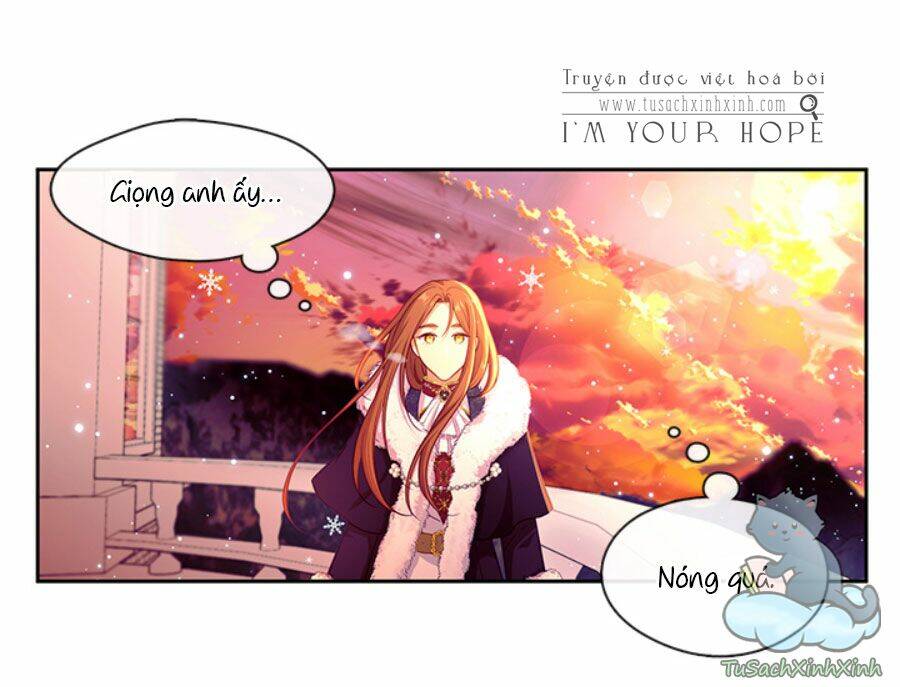 Truyện được việt hoá bởi
www.tusachxinhxinh.com
I'M YOUR HOPE
Giọng anh ấy...
Nóng quá.
TuSachXinhXinh